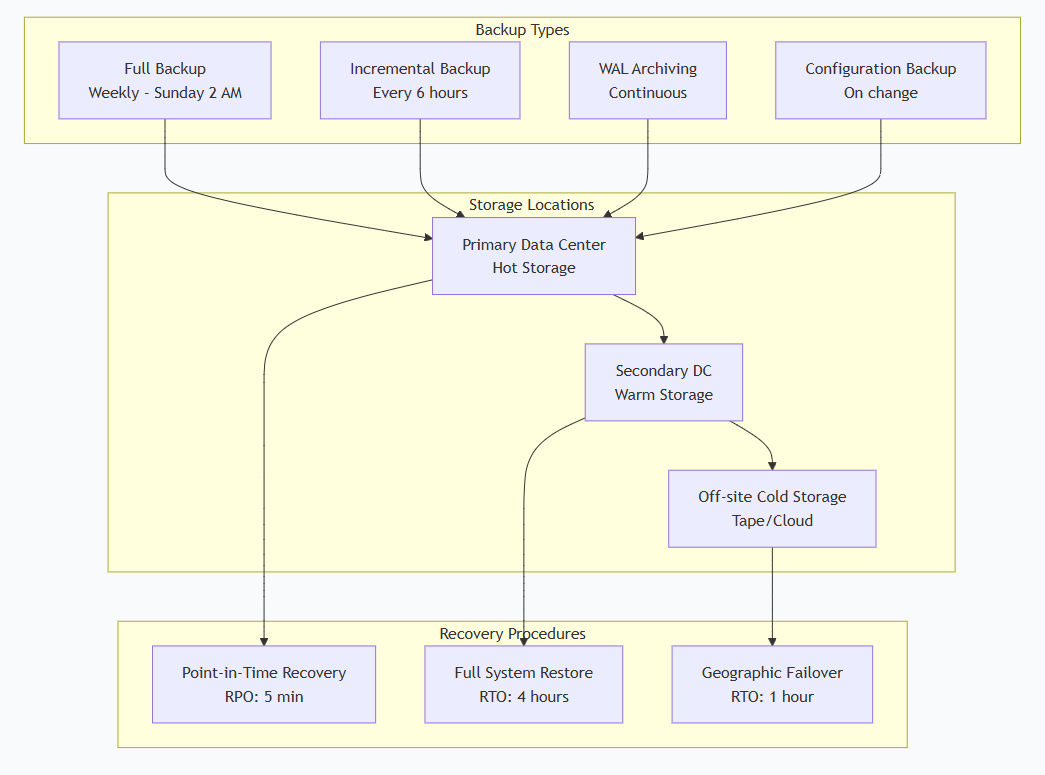 Backup Types
Full Backup
Weekly - Sunday 2 AM
Incremental Backup
Every 6 hours
WAL Archiving
Continuous
Configuration Backup
On change
Storage Locations
Primary Data Center
Hot Storage
Secondary DC
Warm Storage
Off-site Cold Storage
Tape/Cloud
Recovery Procedures
Point-in-Time Recovery
RPO: 5 min
Full System Restore
RTO: 4 hours
Geographic Failover
RTO: 1 hour